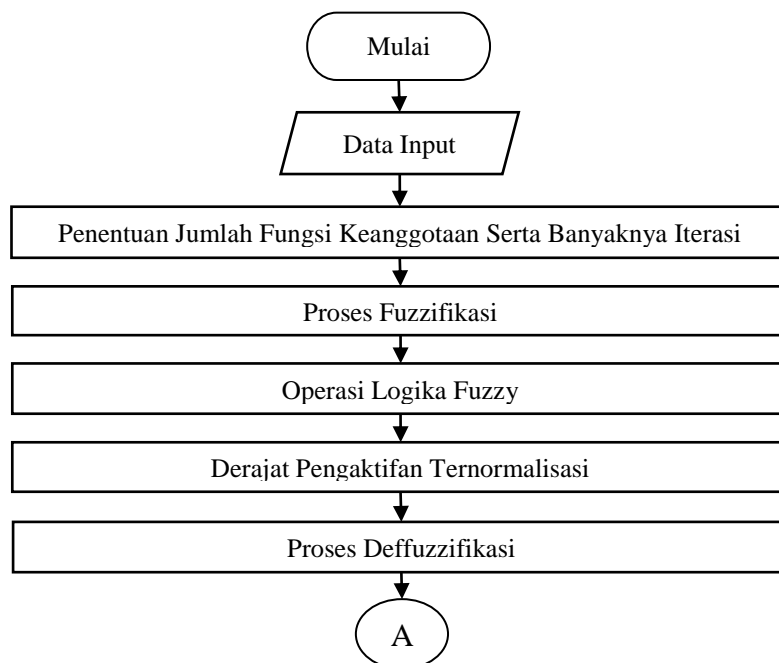 Mulai
Data Input
Penentuan Jumlah Fungsi Keanggotaan Serta Banyaknya Iterasi
Proses Fuzzifikasi
Operasi Logika Fuzzy
Derajat Pengaktifan Ternormalisasi
Proses Deffuzzifikasi
A